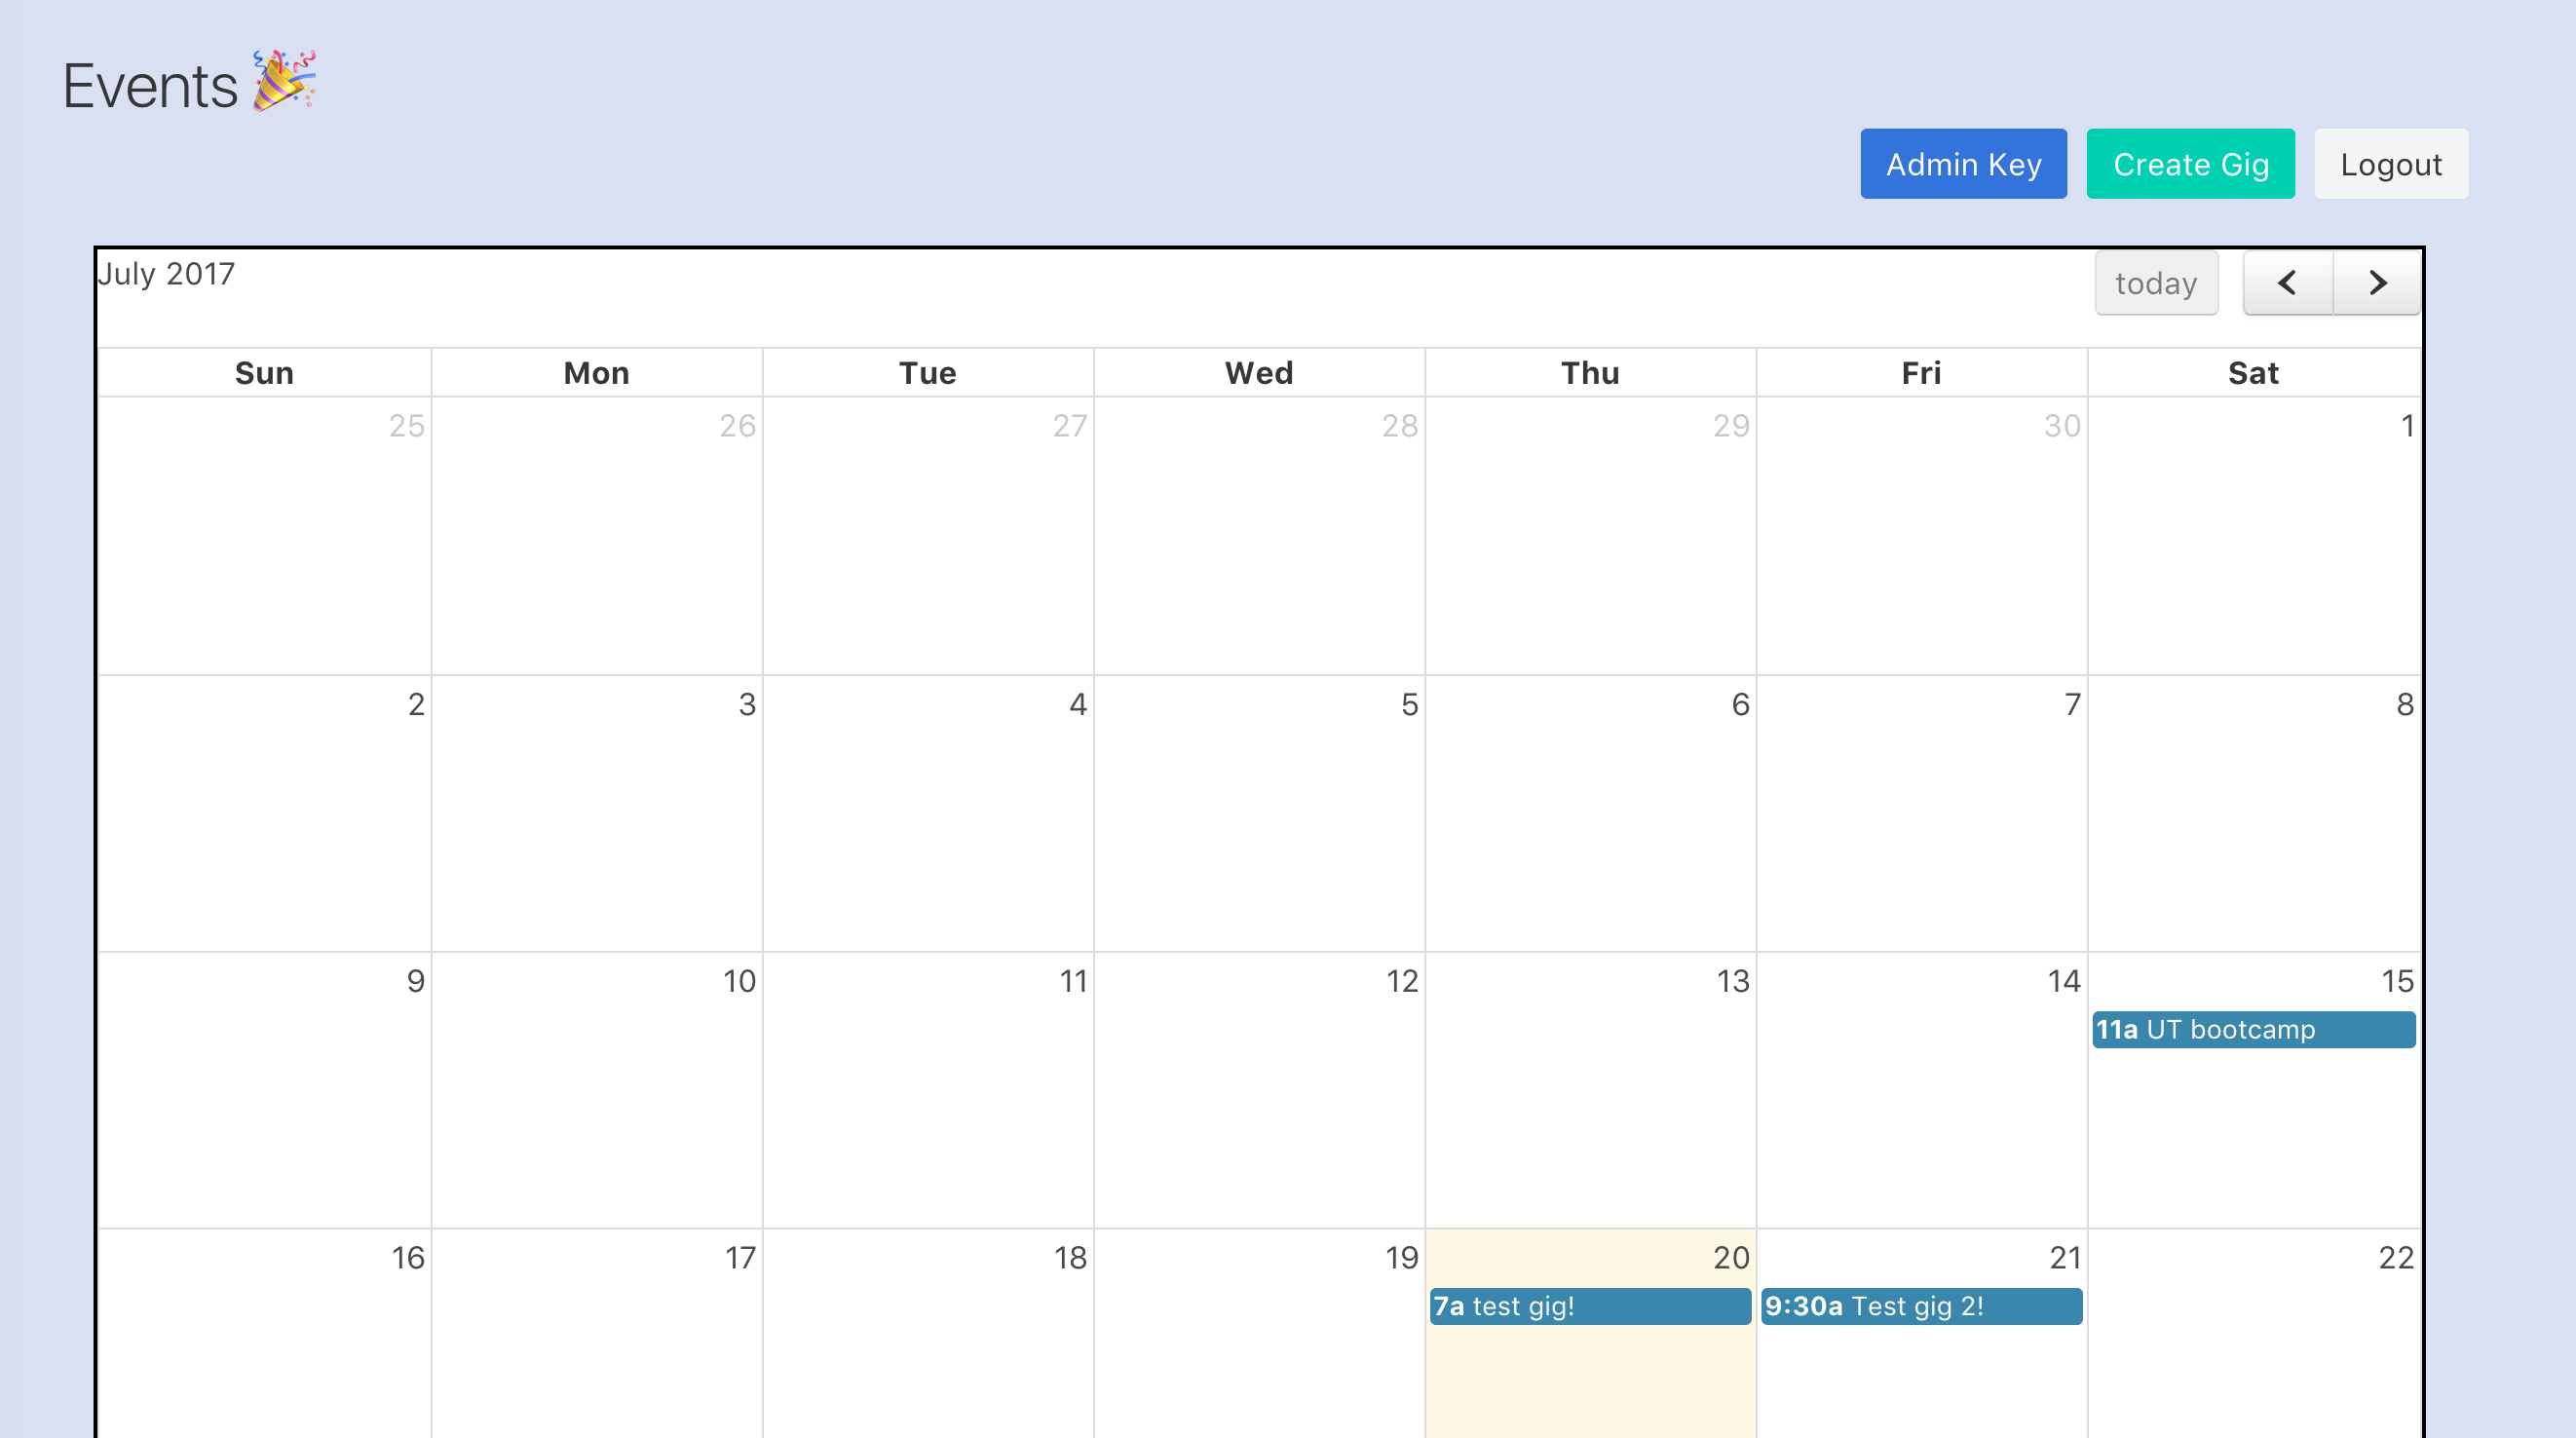 Events 🎉
Admin Key Create Gig Logout
July 2017 today
Sun Mon Tue Wed Thu Fri Sat
25 26 27 28 29 30 1
2 3 4 5 6 7 8
9 10 11 12 13 14 15
11a UT bootcamp
16 17 18 19 20 21 22
7a test gig! 9:30a Test gig 2!